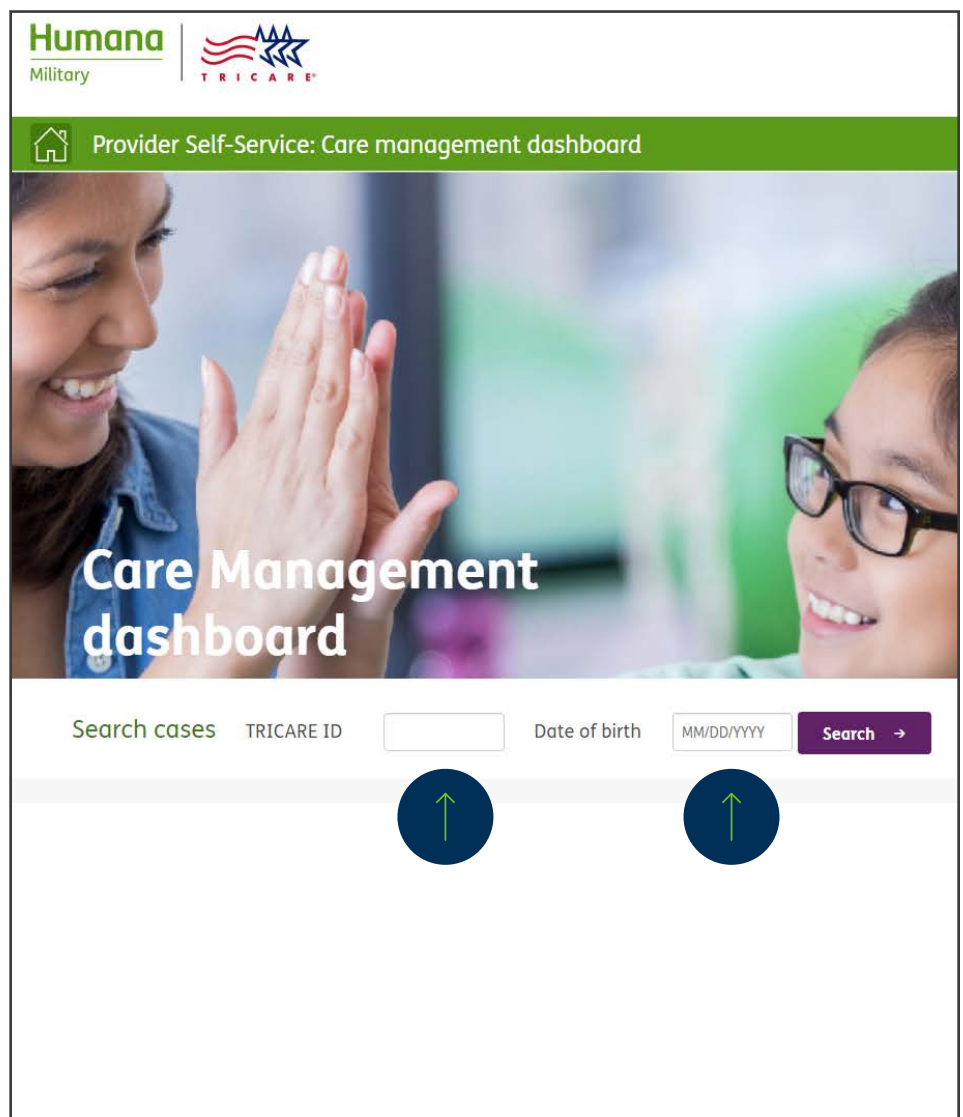 Humana
Military
TRICARE®
Provider Self-Service: Care management dashboard
Care Management
dashboard
Search cases TRICARE ID Date of birth MM/DD/YYYY Search →